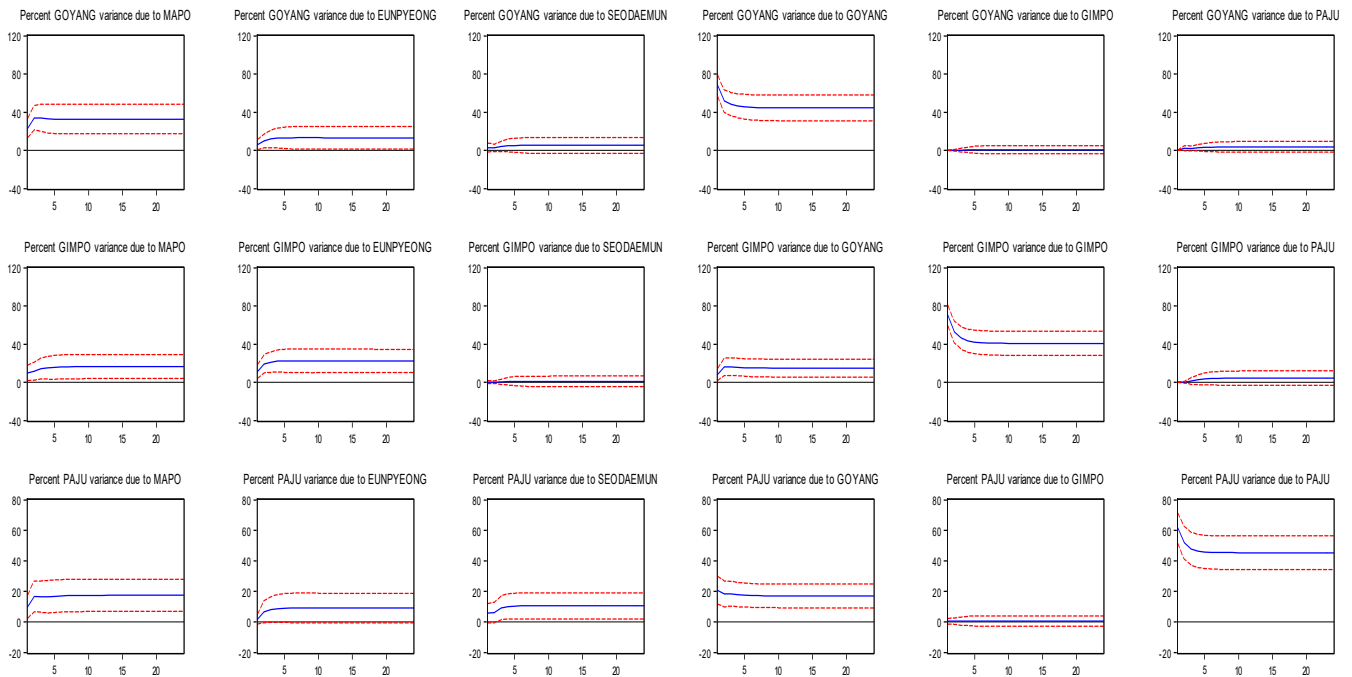 Percent GOYANG variance due to MAPO
Percent GOYANG variance due to EUNPYEONG
Percent GOYANG variance due to SEODAEMUN
Percent GOYANG variance due to GOYANG
Percent GOYANG variance due to GIMPO
Percent GOYANG variance due to PAJU
120 120 120 120 120 120
80 80 80 80 80 80
40 40 40 40 40 40
0 0 0 0 0 0
-40 -40 -40 -40 -40 -40
5 10 15 20 5 10 15 20 5 10 15 20 5 10 15 20 5 10 15 20 5 10 15 20
Percent GIMPO variance due to MAPO
Percent GIMPO variance due to EUNPYEONG
Percent GIMPO variance due to SEODAEMUN
Percent GIMPO variance due to GOYANG
Percent GIMPO variance due to GIMPO
Percent GIMPO variance due to PAJU
120 120 120 120 120 120
80 80 80 80 80 80
40 40 40 40 40 40
0 0 0 0 0 0
-40 -40 -40 -40 -40 -40
5 10 15 20 5 10 15 20 5 10 15 20 5 10 15 20 5 10 15 20 5 10 15 20
Percent PAJU variance due to MAPO
Percent PAJU variance due to EUNPYEONG
Percent PAJU variance due to SEODAEMUN
Percent PAJU variance due to GOYANG
Percent PAJU variance due to GIMPO
Percent PAJU variance due to PAJU
80 80 80 80 80 80
60 60 60 60 60 60
40 40 40 40 40 40
20 20 20 20 20 20
0 0 0 0 0 0
-20 -20 -20 -20 -20 -20
5 10 15 20 5 10 15 20 5 10 15 20 5 10 15 20 5 10 15 20 5 10 15 20